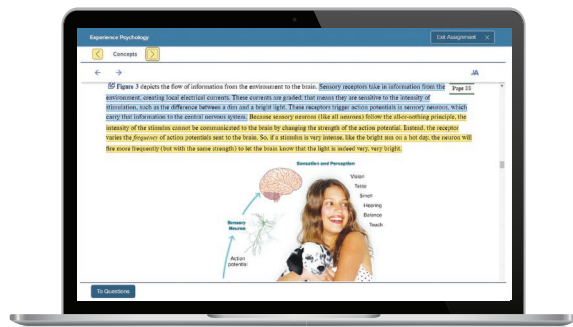 Experience Psychology
Exit Assignment ×
< Concepts >
Figure 3 depicts the flow of information from the environment to the brain. Sensory receptors take in information from the
Page 55
environment, creating local electrical currents. These currents are graded; that means they are sensitive to the intensity of
stimulation, such as the difference between a dim and a bright light. These receptors trigger action potentials in sensory neurons, which
carry that information to the central nervous system. Because sensory neurons (like all neurons) follow the all-or-nothing principle, the
intensity of the stimulus cannot be communicated to the brain by changing the strength of the action potential. Instead, the receptor
varies the frequency of action potentials sent to the brain. So, if a stimulus is very intense, like the bright sun on a hot day, the neuron will
fire more frequently (but with the same strength) to let the brain know that the light is indeed very, very bright.
Sensation and Perception
Vision
Taste
Smell
Hearing
Balance
Touch
Sensory
Neuron
Action
potential
To Questions